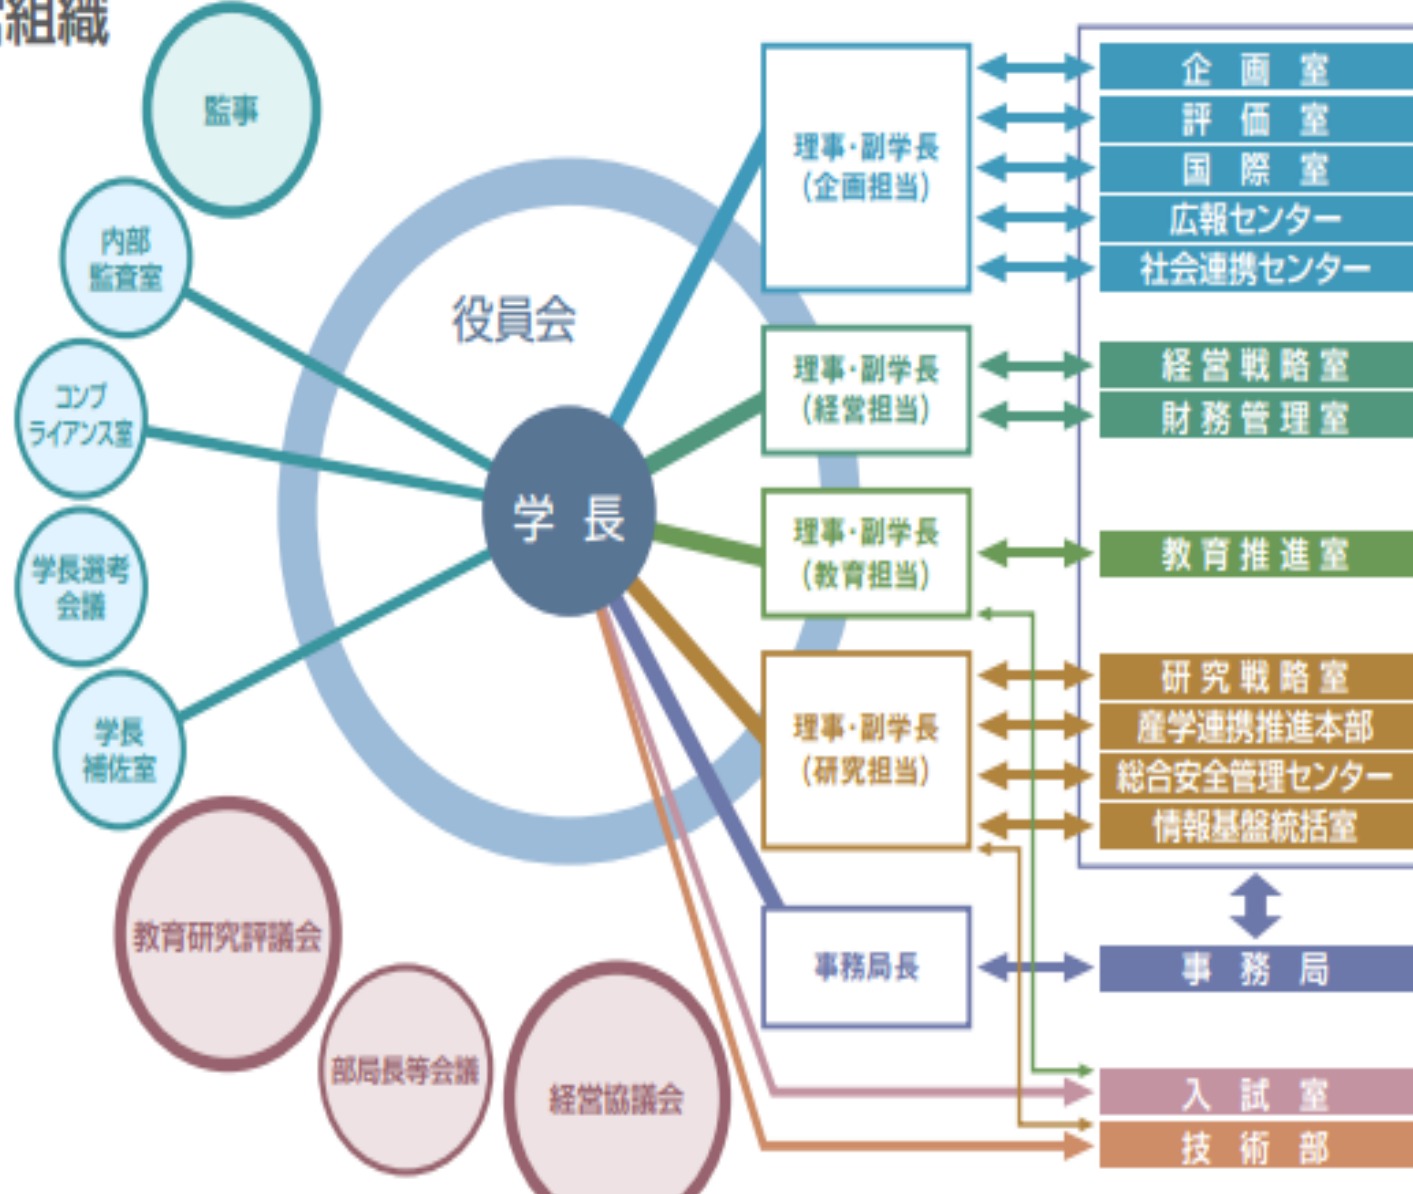 営組織
監事
内部
監査室
コンプ
ライアンス室
学長選考
会議
学長
補佐室
教育研究評議会
部局長等会議
経営協議会
役員会
学 長
理事・副学長
(企画担当)
理事・副学長
(経営担当)
理事・副学長
(教育担当)
理事・副学長
(研究担当)
事務局長
企 画 室
評 価 室
国 際 室
広報センター
社会連携センター
経営戦略室
財務管理室
教育推進室
研究戦略室
産学連携推進本部
総合安全管理センター
情報基盤統括室
事 務 局
入 試 室
技 術 部